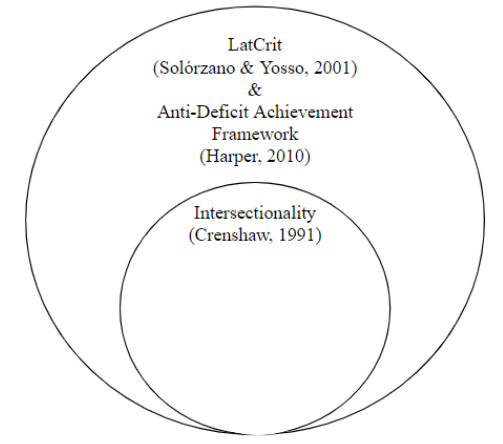 LatCrit
(Solórzano & Yosso, 2001)
&
Anti-Deficit Achievement
Framework
(Harper, 2010)
Intersectionality
(Crenshaw, 1991)